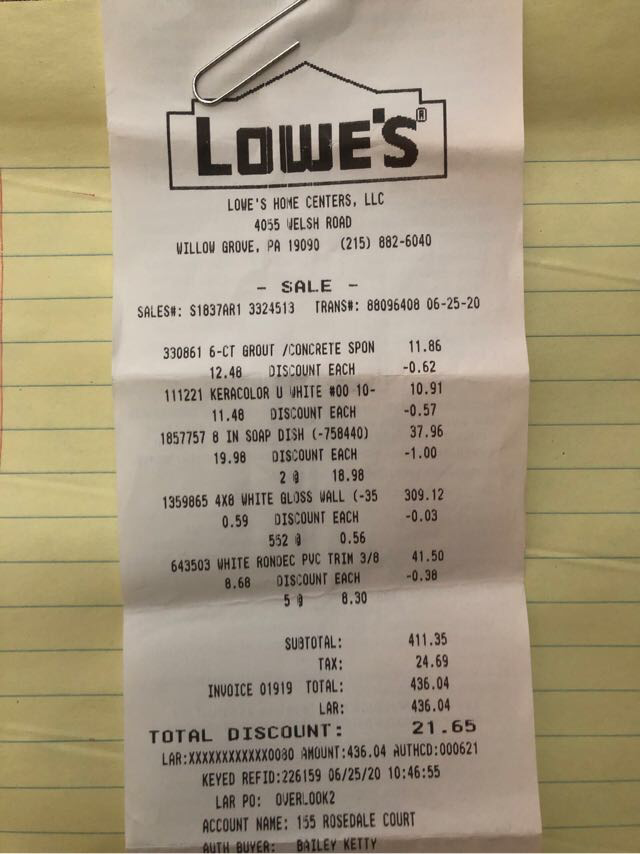 LOWE'S®
LOWE'S HOME CENTERS, LLC
4055 WELSH ROAD
WILLOW GROVE, PA 19090 (215) 882-6040
- SALE -
SALES#: S1837AR1 3324513 TRANS#: 88096408 06-25-20
330861 6-CT GROUT /CONCRETE SPON 11.86
12.48 DISCOUNT EACH -0.62
111221 KERACOLOR U WHITE #00 10- 10.91
11.48 DISCOUNT EACH -0.57
1857757 8 IN SOAP DISH (-758440) 37.96
19.98 DISCOUNT EACH -1.00
2 @ 18.98
1359865 4X8 WHITE GLOSS WALL (-35 309.12
0.59 DISCOUNT EACH -0.03
552 @ 0.56
643503 WHITE RONDEC PVC TRIM 3/8 41.50
8.68 DISCOUNT EACH -0.38
5 @ 8.30
SUBTOTAL: 411.35
TAX: 24.69
INVOICE 01919 TOTAL: 436.04
LAR: 436.04
TOTAL DISCOUNT: 21.65
LAR:XXXXXXXXXXXX0080 AMOUNT:436.04 AUTHCD:000621
KEYED REFID:226159 06/25/20 10:46:55
LAR PO: OVERLOOK2
ACCOUNT NAME: 155 ROSEDALE COURT
AUTH BUYER: BAILEY KETTY